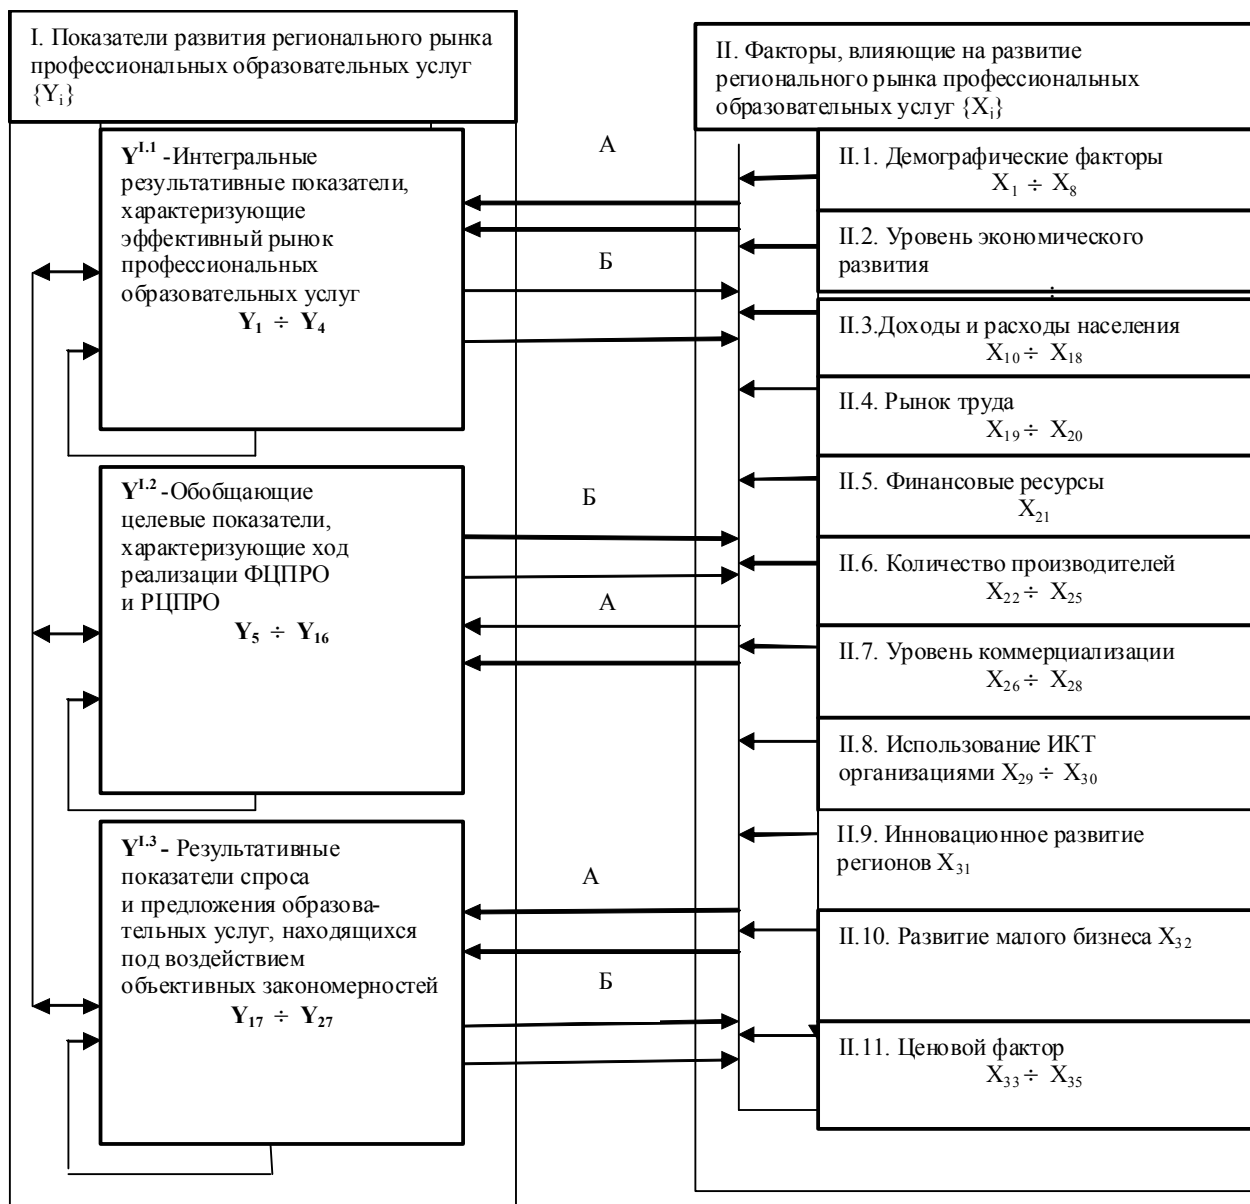 I. Показатели развития регионального рынка
профессиональных образовательных услуг
{Yᵢ}
Y^I.1 -Интегральные
результативные показатели,
характеризующие
эффективный рынок
профессиональных
образовательных услуг
Y₁ ÷ Y₄
Y^I.2 -Обобщающие
целевые показатели,
характеризующие ход
реализации ФЦПРО
и РЦПРО
Y₅ ÷ Y₁₆
Y^I.3 - Результативные
показатели спроса
и предложения образова-
тельных услуг, находящихся
под воздействием
объективных закономерностей
Y₁₇ ÷ Y₂₇
А
Б
Б
А
А
Б
II. Факторы, влияющие на развитие
регионального рынка профессиональных
образовательных услуг {Xⱼ}
II.1. Демографические факторы
X₁ ÷ X₈
II.2. Уровень экономического
развития
II.3.Доходы и расходы населения
X₁₀ ÷ X₁₈
II.4. Рынок труда
X₁₉ ÷ X₂₀
II.5. Финансовые ресурсы
X₂₁
II.6. Количество производителей
X₂₂ ÷ X₂₅
II.7. Уровень коммерциализации
X₂₆ ÷ X₂₈
II.8. Использование ИКТ
организациями X₂₉ ÷ X₃₀
II.9. Инновационное развитие
регионов X₃₁
II.10. Развитие малого бизнеса X₃₂
II.11. Ценовой фактор
X₃₃ ÷ X₃₅